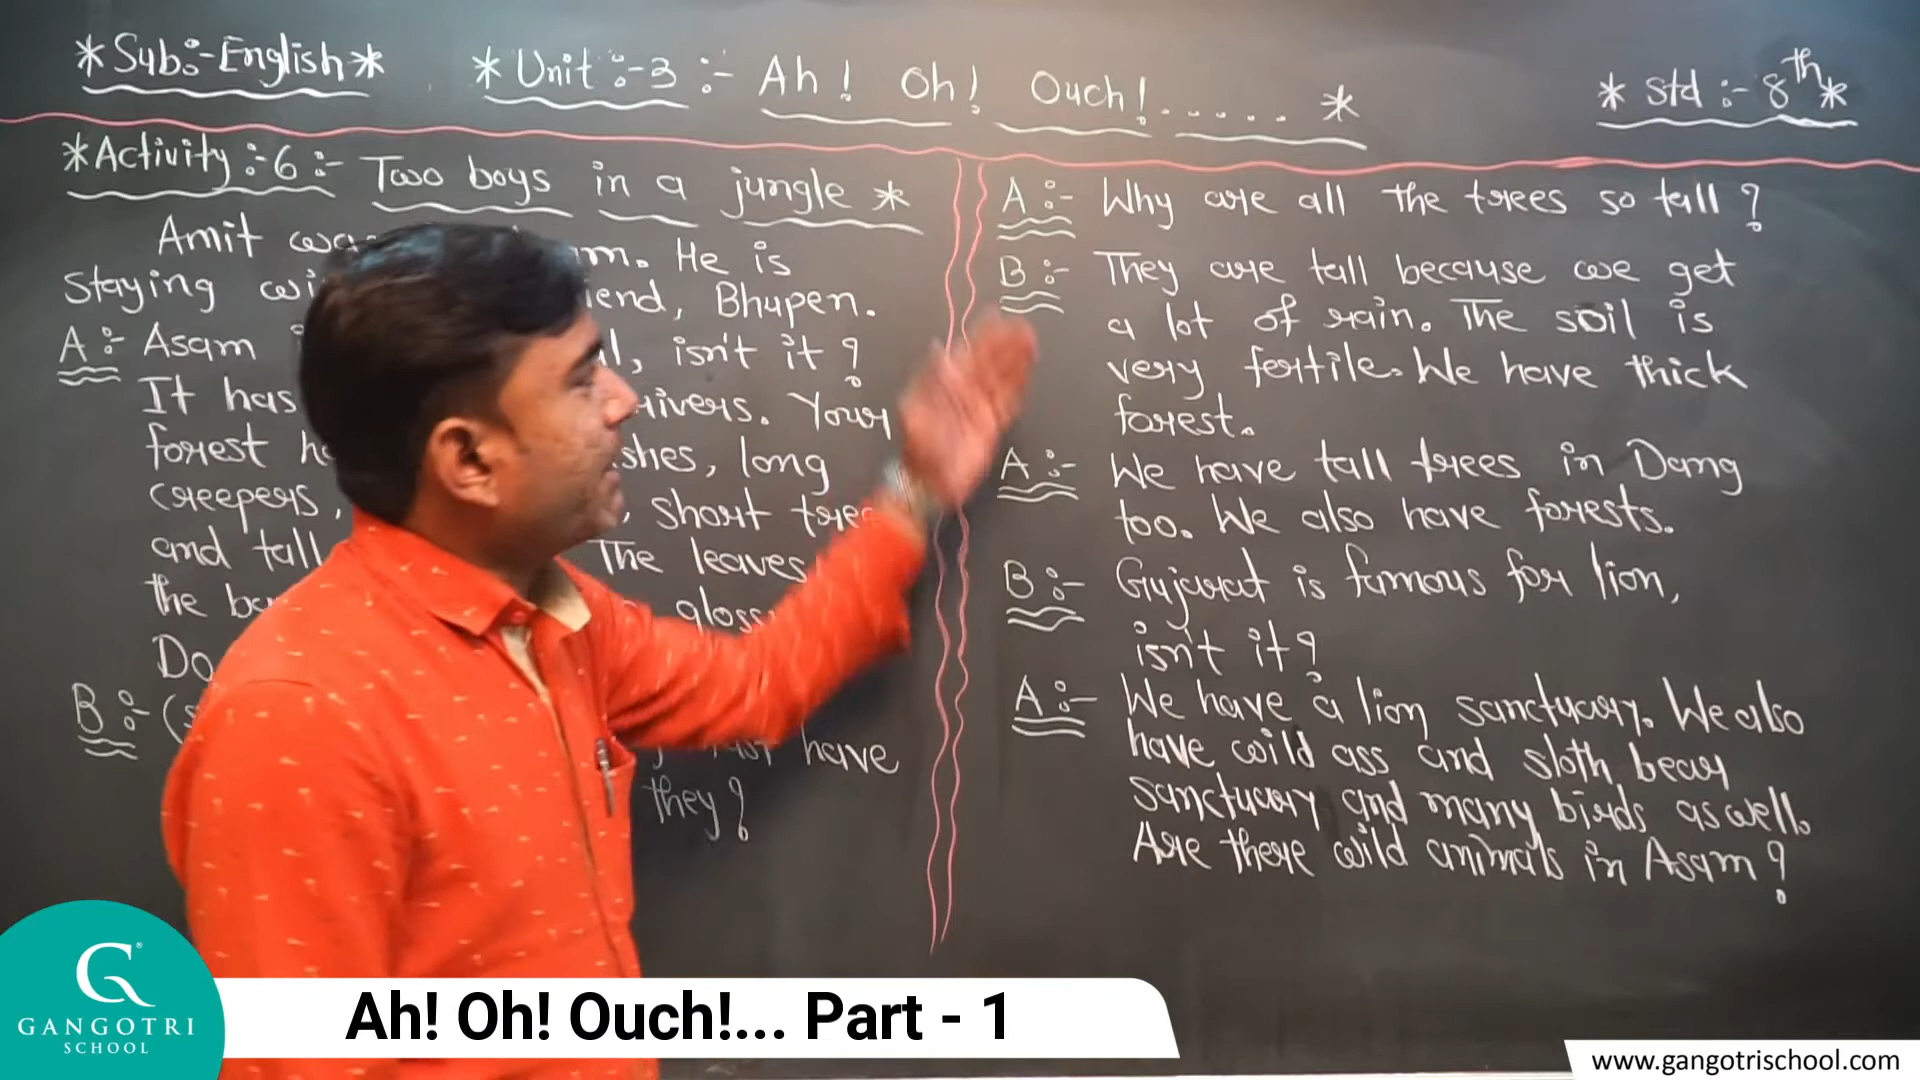 *Sub:-English* *Unit:-3:- Ah! Oh! Ouch!...... * * Std:- 8th*
*Activity:-6:- Two boys in a jungle *
Amit He is
staying Bhupen.
A:- Asam isn't it?
It has rivers. Your
forest long
creepers, short trees
and tall The leaves
the
Do
B:-
have
they?
A:- Why are all the trees so tall?
B:- They are tall because we get
a lot of rain. The soil is
very fertile. We have thick
forest.
A:- We have tall trees in Dang
too. We also have forests.
B:- Gujarat is famous for lion,
isn't it?
A:- We have a lion sanctuary. We also
have wild ass and sloth bear
sanctuary and many birds as well.
Are there wild animals in Asam?
G
GANGOTRI
SCHOOL
Ah! Oh! Ouch!... Part - 1
www.gangotrischool.com